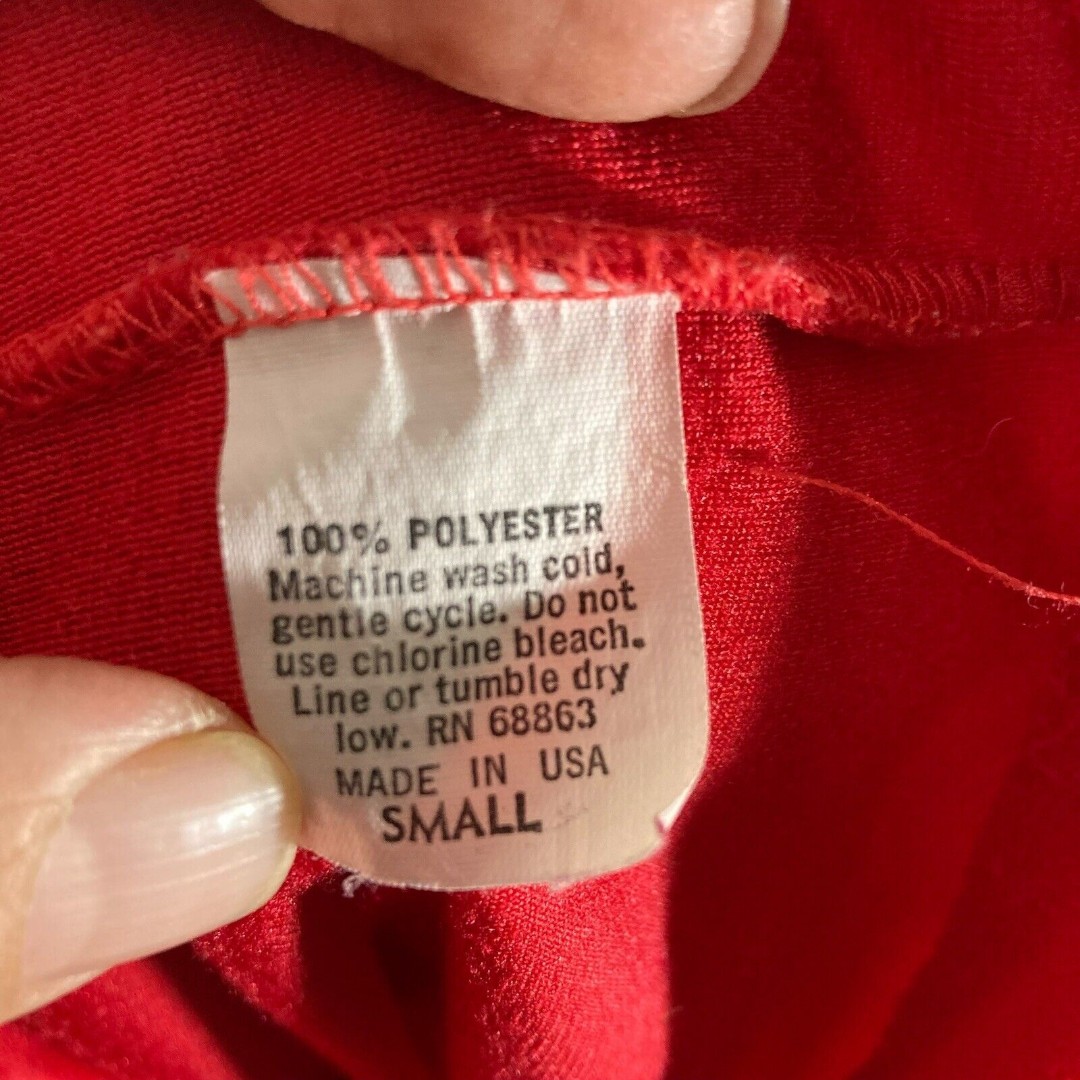 100% POLYESTER
Machine wash cold,
gentle cycle. Do not
use chlorine bleach.
Line or tumble dry
low. RN 68863
MADE IN USA
SMALL